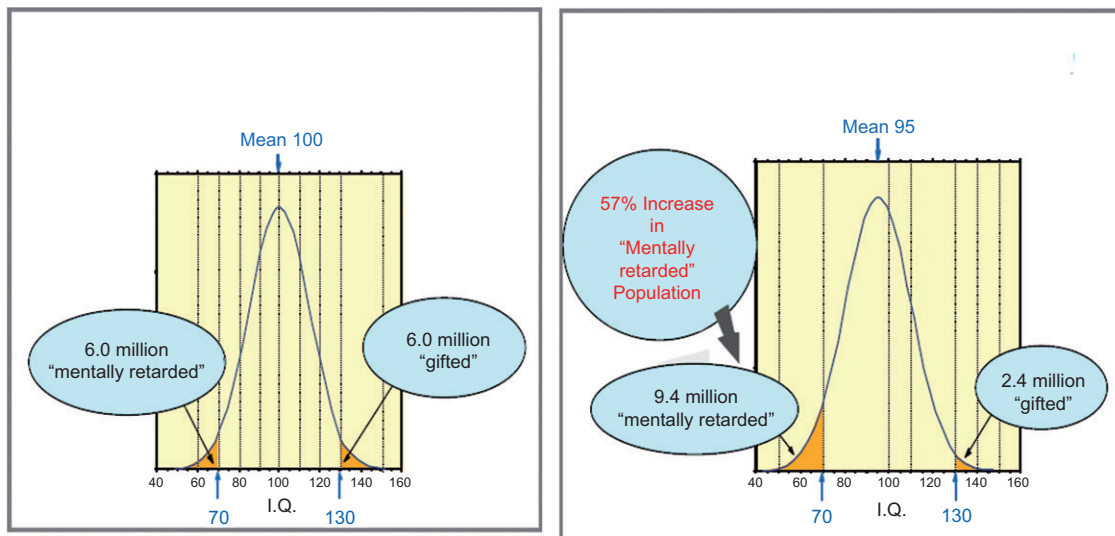 Mean 100
6.0 million
“mentally retarded”
6.0 million
“gifted”
40 60 80 100 120 140 160
I.Q.
70 130
Mean 95
57% Increase
in
“Mentally
retarded”
Population
9.4 million
“mentally retarded”
2.4 million
“gifted”
40 60 80 100 120 140 160
I.Q.
70 130